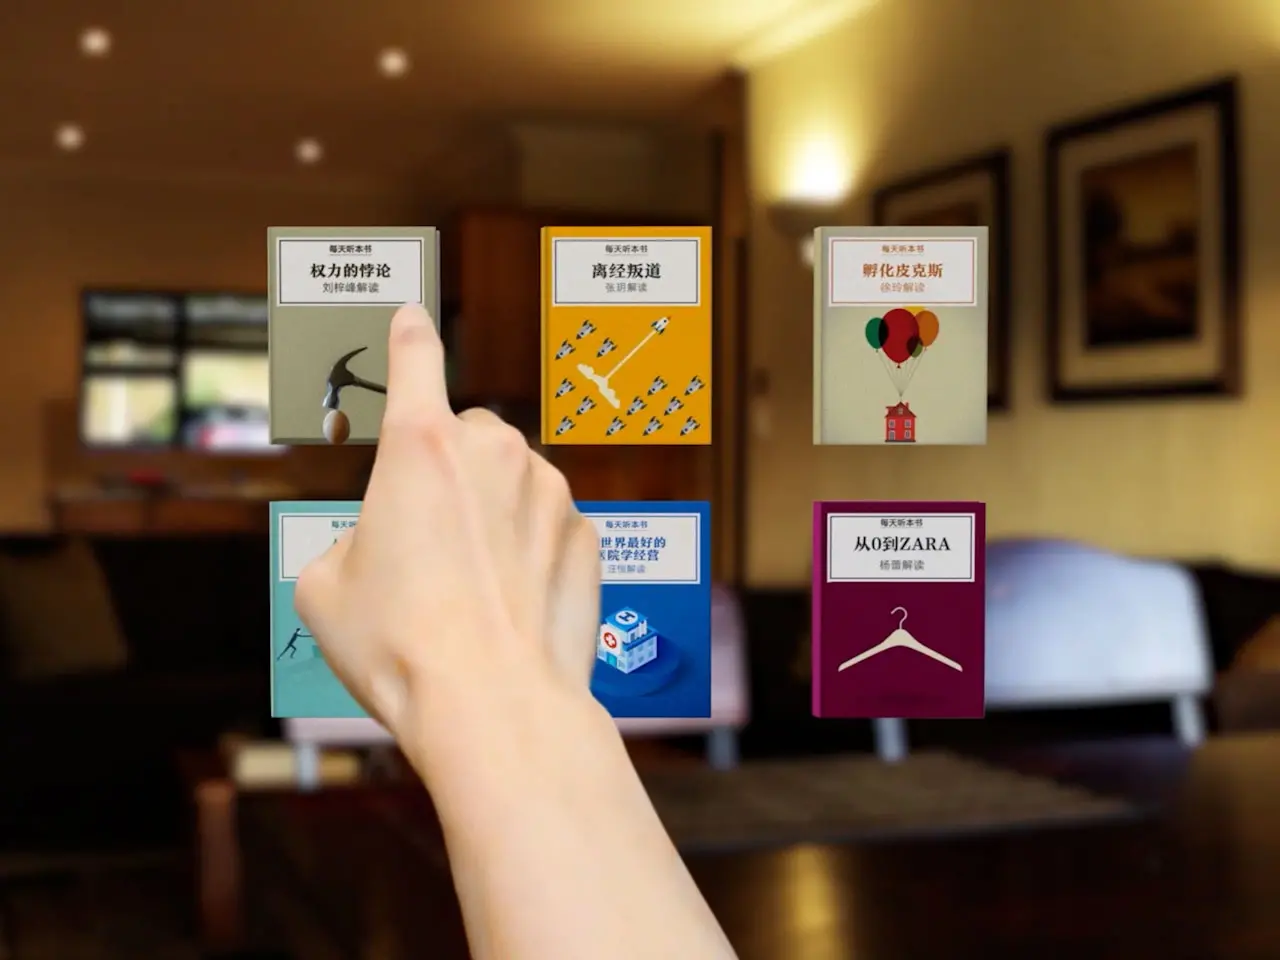 每天听本书
权力的悖论
刘梓峰解读
每天听本书
离经叛道
张玥解读
每天听本书
孵化皮克斯
徐玲解读
每天听
每天听本书
世界最好的
医院学经营
汪恒解读
每天听本书
从0到ZARA
杨蕾解读
H